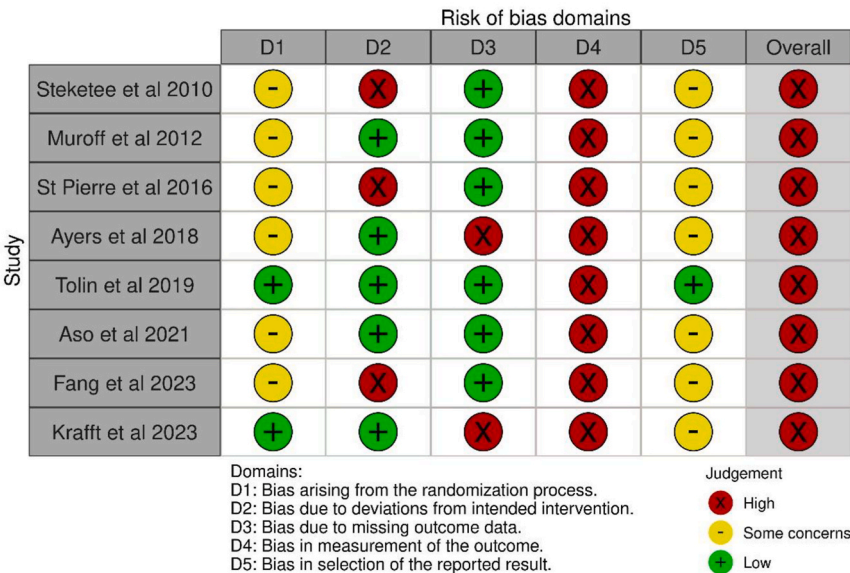 Risk of bias domains
D1 D2 D3 D4 D5 Overall
Study
Steketee et al 2010 - X + X - X
Muroff et al 2012 - + + X - X
St Pierre et al 2016 - X + X - X
Ayers et al 2018 - + X X - X
Tolin et al 2019 + + + X + X
Aso et al 2021 - + + X - X
Fang et al 2023 - X + X - X
Krafft et al 2023 + + X X - X
Domains:
D1: Bias arising from the randomization process.
D2: Bias due to deviations from intended intervention.
D3: Bias due to missing outcome data.
D4: Bias in measurement of the outcome.
D5: Bias in selection of the reported result.
Judgement
X High
- Some concerns
+ Low